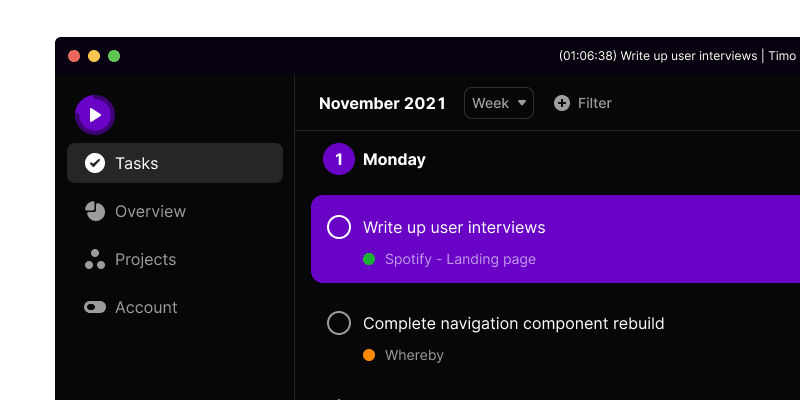 (01:06:38) Write up user interviews | Timo
November 2021
Week
Filter
Tasks
Overview
Projects
Account
1 Monday
Write up user interviews
Spotify - Landing page
Complete navigation component rebuild
Whereby